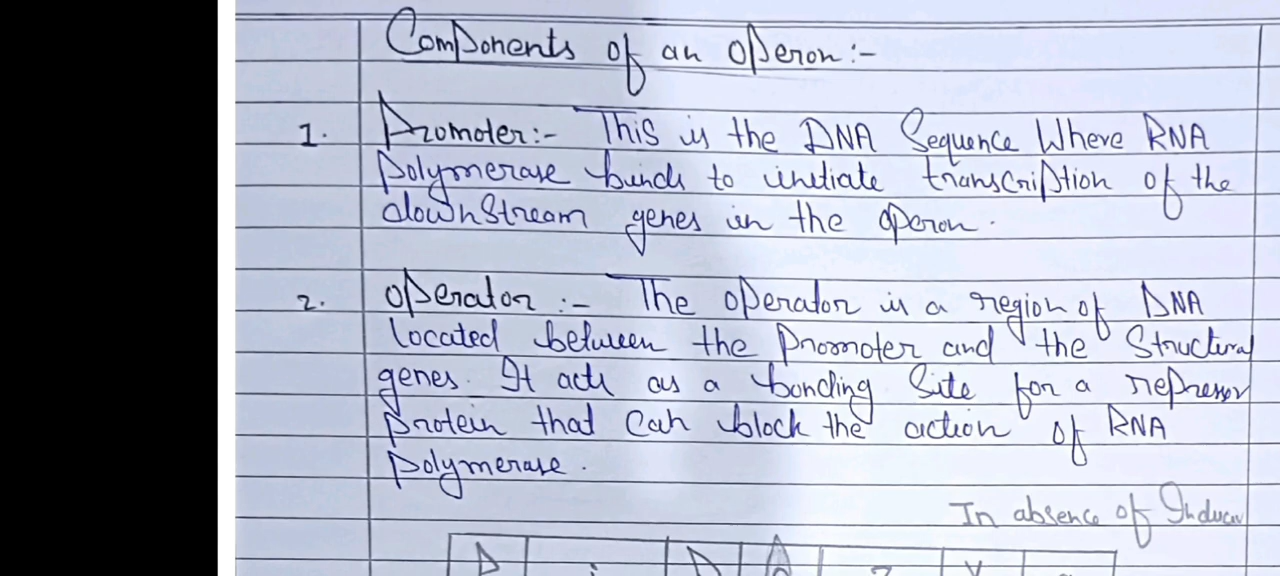 Components of an operon:-
1. Promoter:- This is the DNA Sequence Where RNA
polymerase binds to initiate transcription of the
downstream genes in the operon.
2. Operator:- The operator is a region of DNA
located between the promoter and the Structural
genes. It acts as a bonding Site for a repressor
protein that can block the action of RNA
polymerase.
In absence of Inducer
P i P O z y a